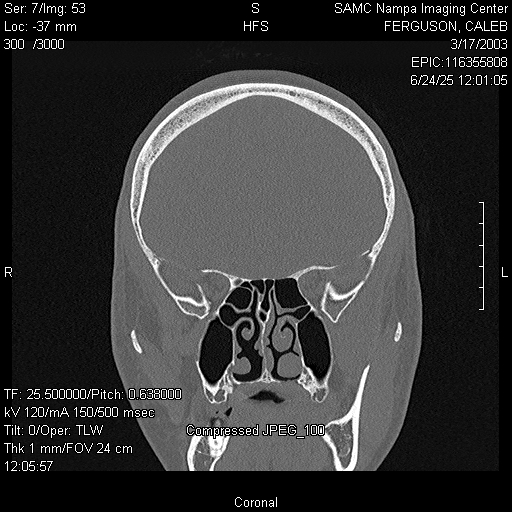 Ser: 7/Img: 53
Loc: -37 mm
300 /3000
S
HFS
SAMC Nampa Imaging Center
FERGUSON, CALEB
3/17/2003
EPIC:116355808
6/24/25 12:01:05
R
L
TF: 25.500000/Pitch: 0.638000
kV 120/mA 150/500 msec
Tilt: 0/Oper: TLW
Thk 1 mm/FOV 24 cm
12:05:57
Compressed JPEG_100
Coronal